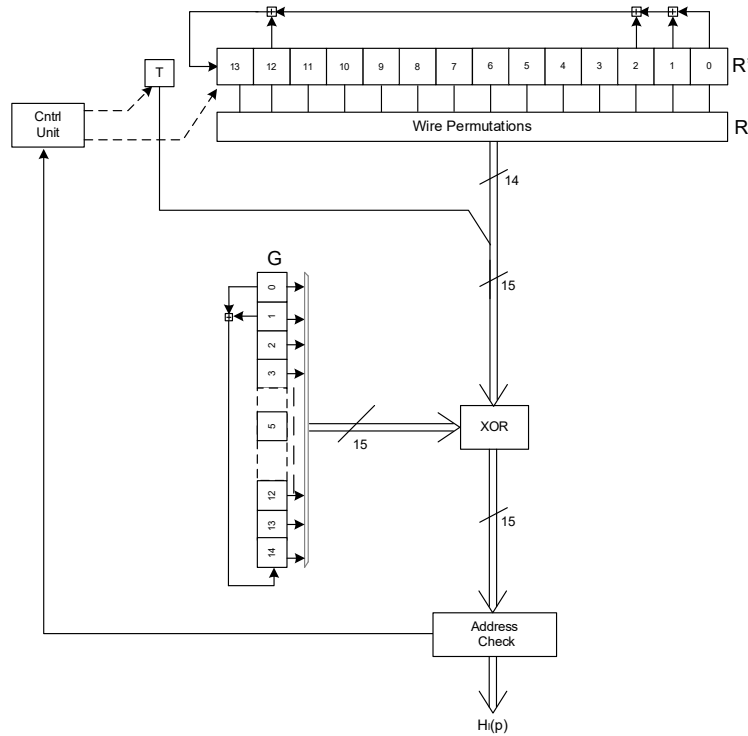 13 12 11 10 9 8 7 6 5 4 3 2 1 0
R'
T
Cntrl
Unit
Wire Permutations
R
14
15
G
0
1
2
3
5
12
13
14
15
XOR
15
Address
Check
Hl(p)